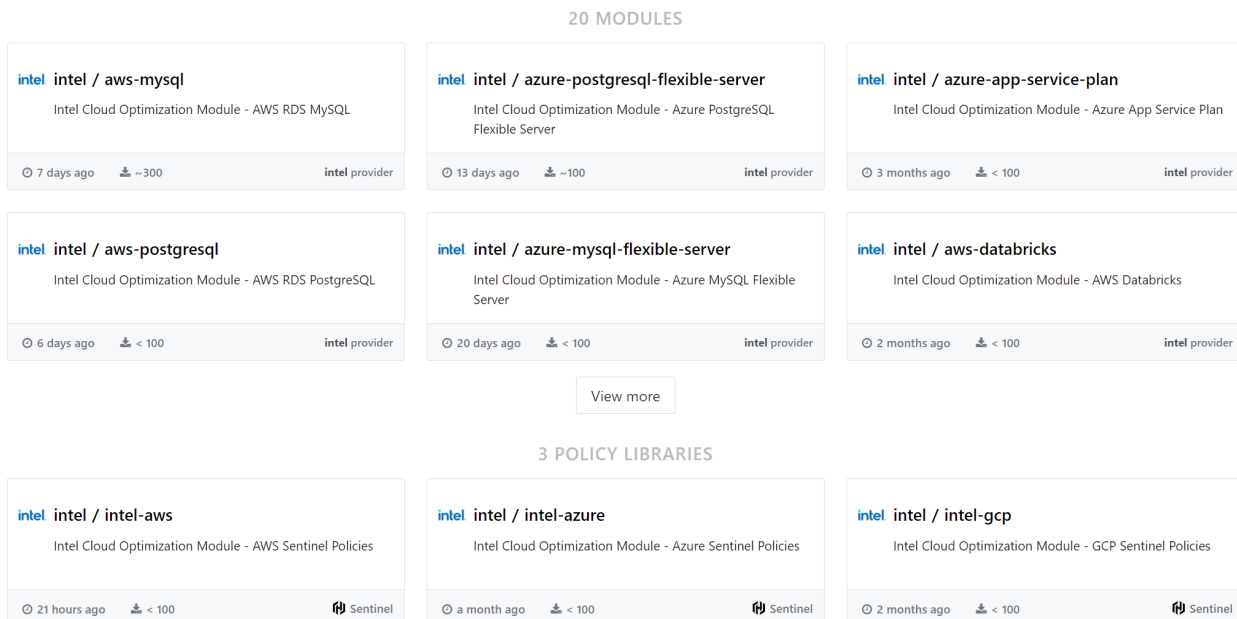 20 MODULES
intel intel / aws-mysql
Intel Cloud Optimization Module - AWS RDS MySQL
7 days ago ~300 intel provider
intel intel / azure-postgresql-flexible-server
Intel Cloud Optimization Module - Azure PostgreSQL
Flexible Server
13 days ago ~100 intel provider
intel intel / azure-app-service-plan
Intel Cloud Optimization Module - Azure App Service Plan
3 months ago < 100 intel provider
intel intel / aws-postgresql
Intel Cloud Optimization Module - AWS RDS PostgreSQL
6 days ago < 100 intel provider
intel intel / azure-mysql-flexible-server
Intel Cloud Optimization Module - Azure MySQL Flexible
Server
20 days ago < 100 intel provider
intel intel / aws-databricks
Intel Cloud Optimization Module - AWS Databricks
2 months ago < 100 intel provider
View more
3 POLICY LIBRARIES
intel intel / intel-aws
Intel Cloud Optimization Module - AWS Sentinel Policies
21 hours ago < 100 Sentinel
intel intel / intel-azure
Intel Cloud Optimization Module - Azure Sentinel Policies
a month ago < 100 Sentinel
intel intel / intel-gcp
Intel Cloud Optimization Module - GCP Sentinel Policies
2 months ago < 100 Sentinel